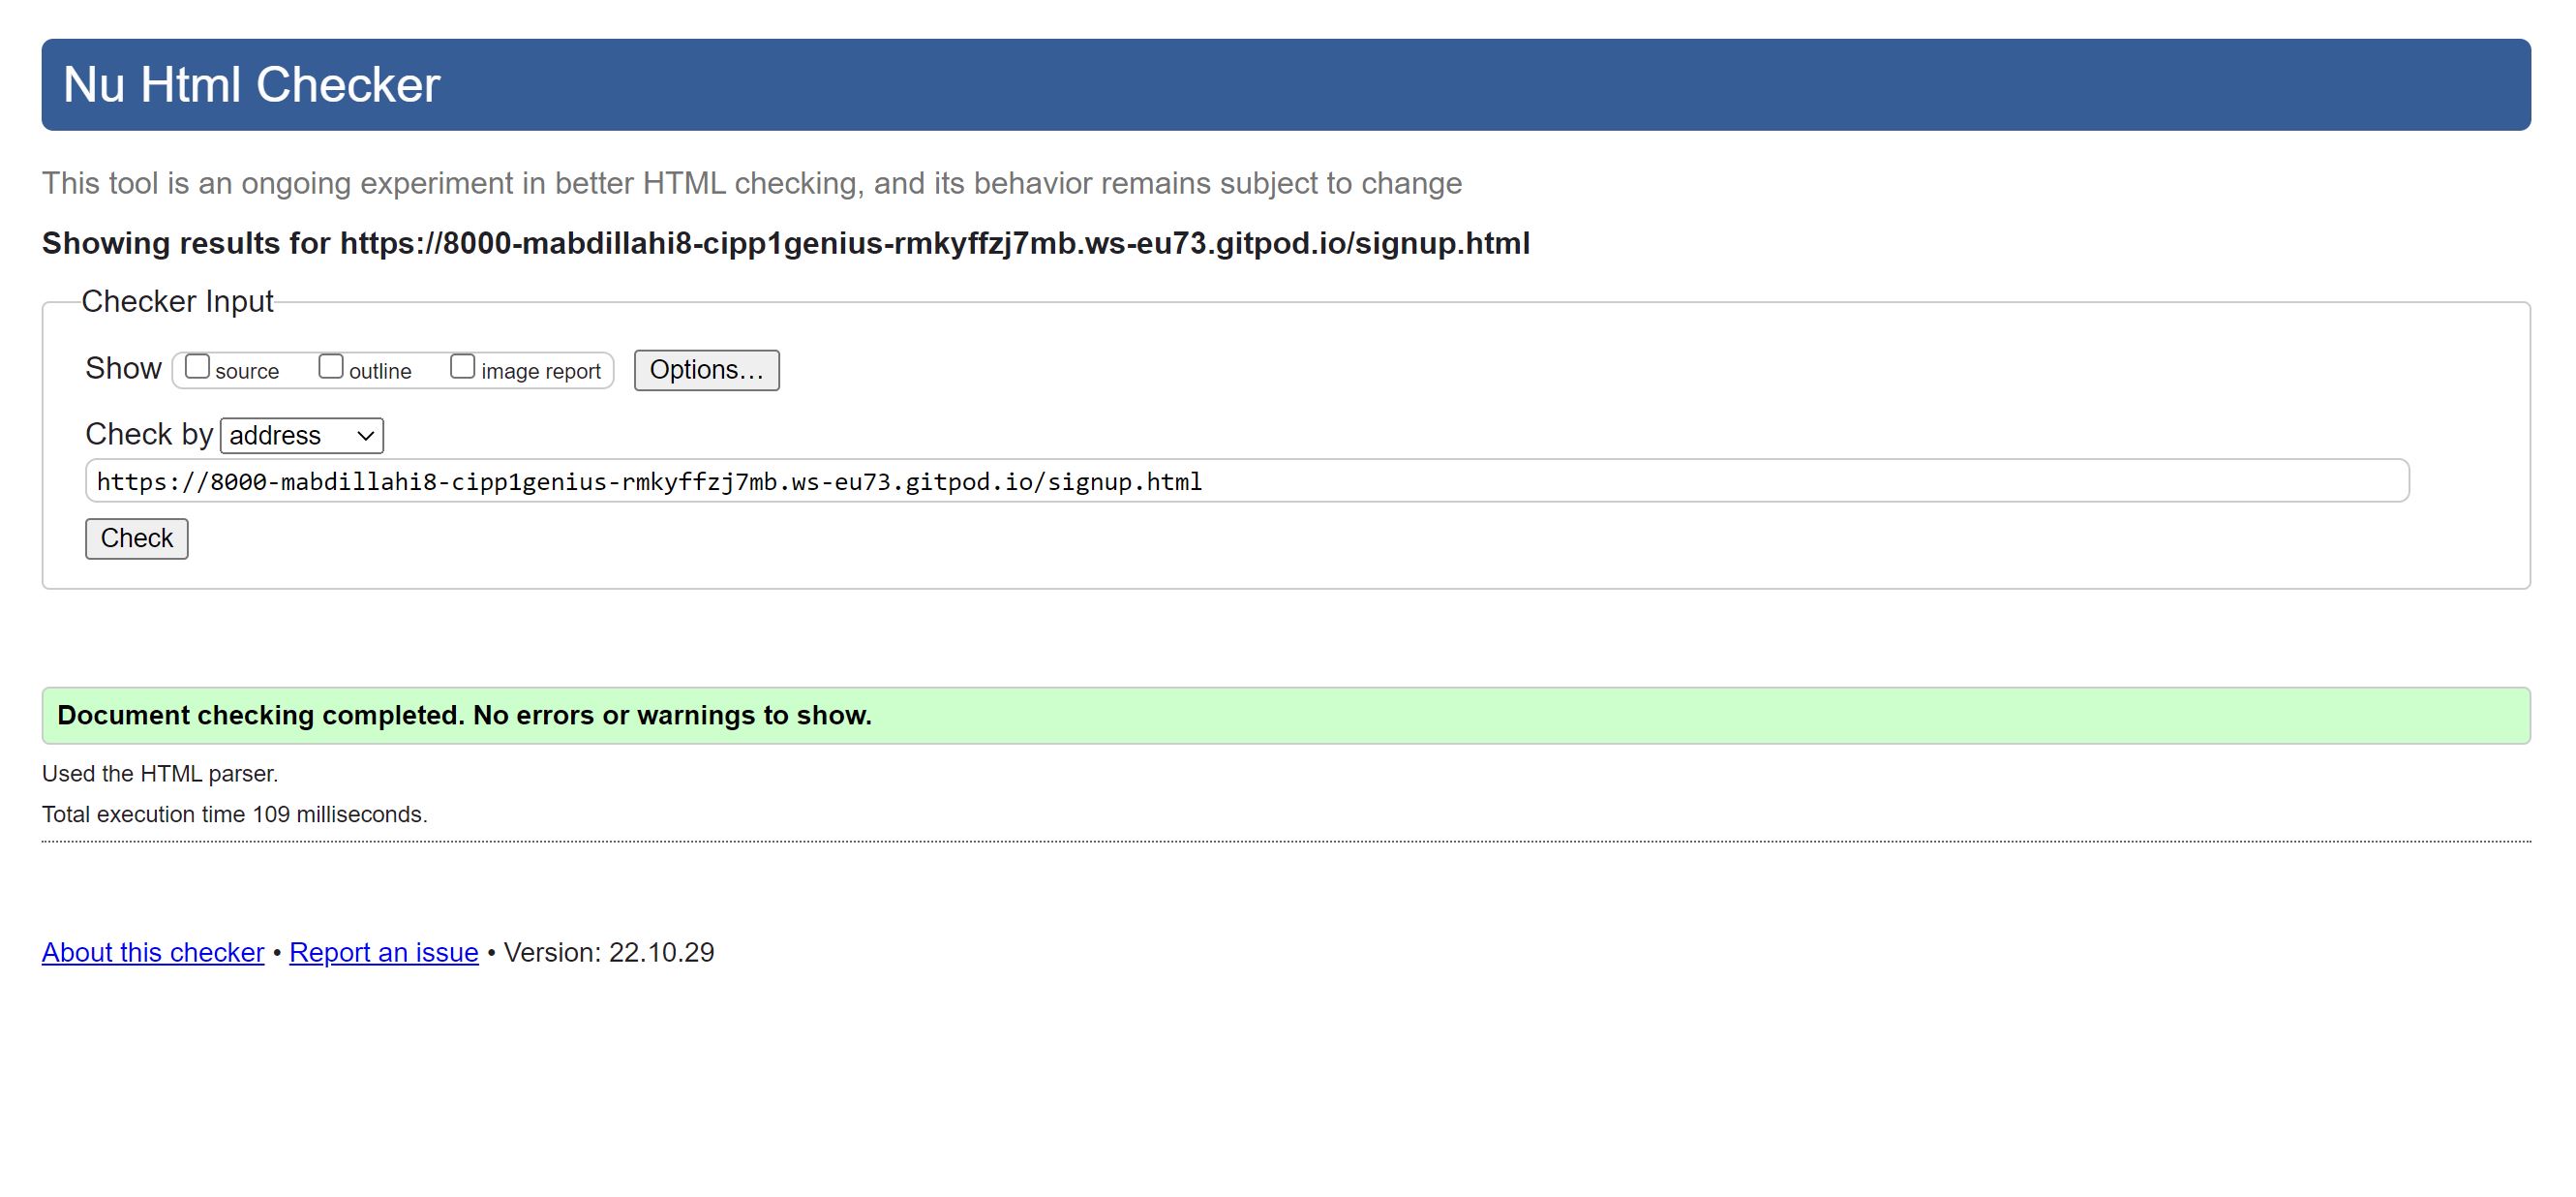 Nu Html Checker
This tool is an ongoing experiment in better HTML checking, and its behavior remains subject to change
Showing results for https://8000-mabdillahi8-cipp1genius-rmkyffzj7mb.ws-eu73.gitpod.io/signup.html
Checker Input
Show source outline image report Options...
Check by address
https://8000-mabdillahi8-cipp1genius-rmkyffzj7mb.ws-eu73.gitpod.io/signup.html
Check
Document checking completed. No errors or warnings to show.
Used the HTML parser.
Total execution time 109 milliseconds.
About this checker • Report an issue • Version: 22.10.29